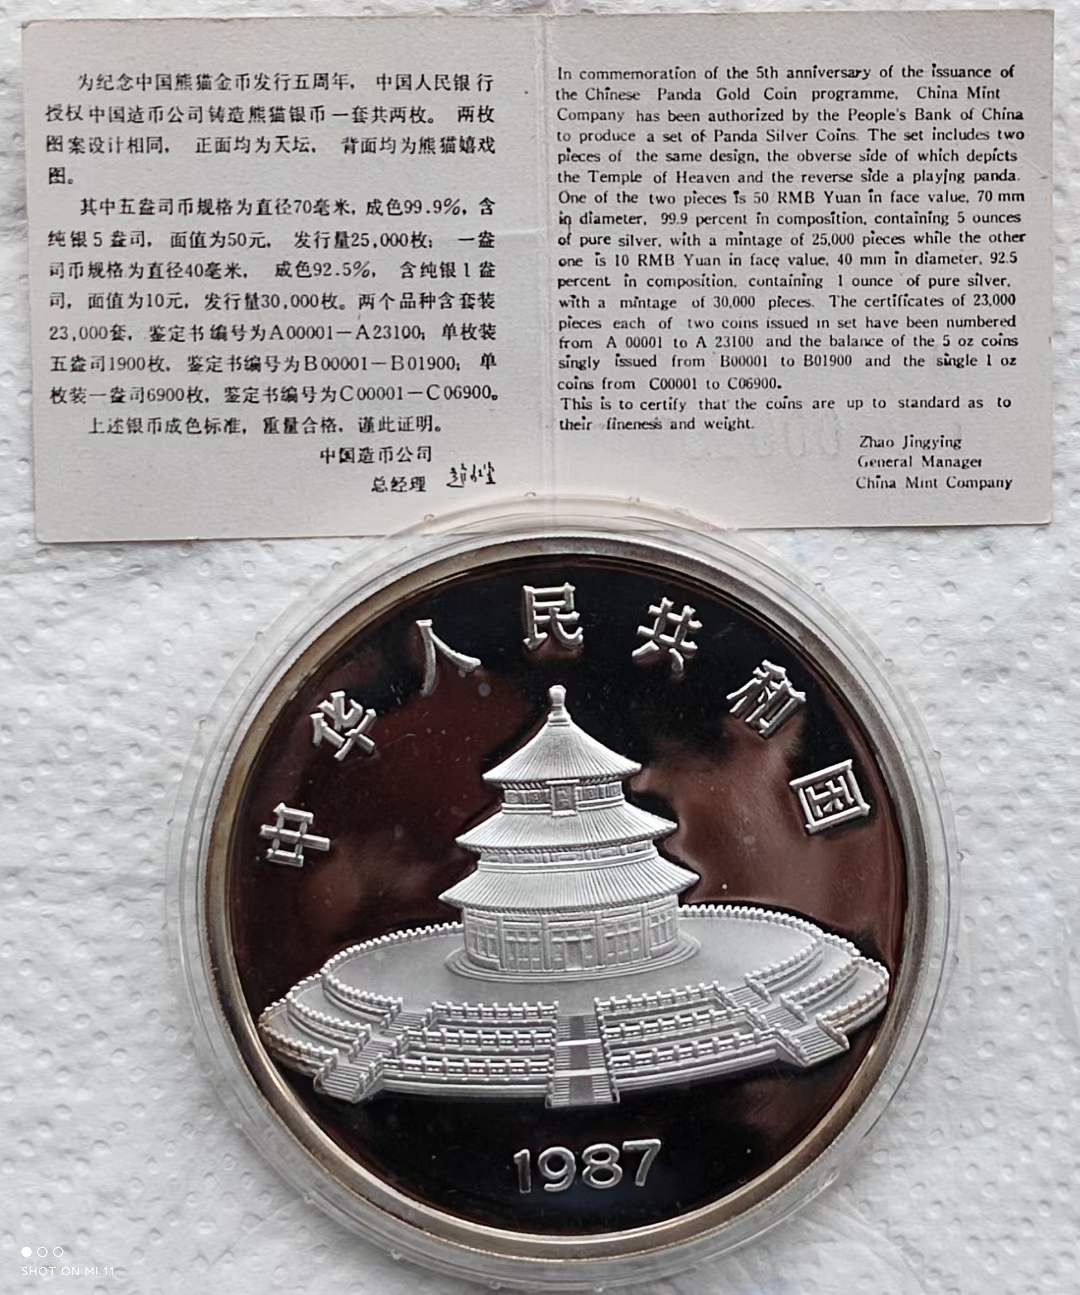 为纪念中国熊猫金币发行五周年， 中国人民银行
授权中国造币公司铸造熊猫银币一套共两枚。 两枚
图案设计相同， 正面均为天坛， 背面均为熊猫嬉戏
图。
其中五盎司币规格为直径70毫米，成色99.9%，含
纯银5盎司，面值为50元， 发行量25,000枚； 一盎
司币规格为直径40毫米， 成色92.5%， 含纯银1盎
司，面值为10元，发行量30,000枚。两个品种含套装
23,000套，鉴定书编号为A00001－A23100；单枚装
五盎司1900枚，鉴定书编号为B00001－B01900；单
枚装一盎司6900枚，鉴定书编号为C00001－C06900。
上述银币成色标准，重量合格，谨此证明。
中国造币公司
总经理
In commemoration of the 5th anniversary of the issuance of
the Chinese Panda Gold Coin programme, China Mint
Company has been authorized by the People's Bank of China
to produce a set of Panda Silver Coins. The set includes two
pieces of the same design, the obverse side of which depicts
the Temple of Heaven and the reverse side a playing panda.
One of the two pieces is 50 RMB Yuan in face value, 70 mm
in diameter, 99.9 percent in composition, containing 5 ounces
of pure silver, with a mintage of 25,000 pieces while the other
one is 10 RMB Yuan in face value, 40 mm in diameter, 92.5
percent in composition, containing 1 ounce of pure silver,
with a mintage of 30,000 pieces. The certificates of 23,000
pieces each of two coins issued in set have been numbered
from A 00001 to A 23100 and the balance of the 5 oz coins
singly issued from B00001 to B01900 and the single 1 oz
coins from C00001 to C06900.
This is to certify that the coins are up to standard as to
their fineness and weight.
Zhao Jingying
General Manager
China Mint Company
中华人民共和国
1987
SHOT ON MI 11